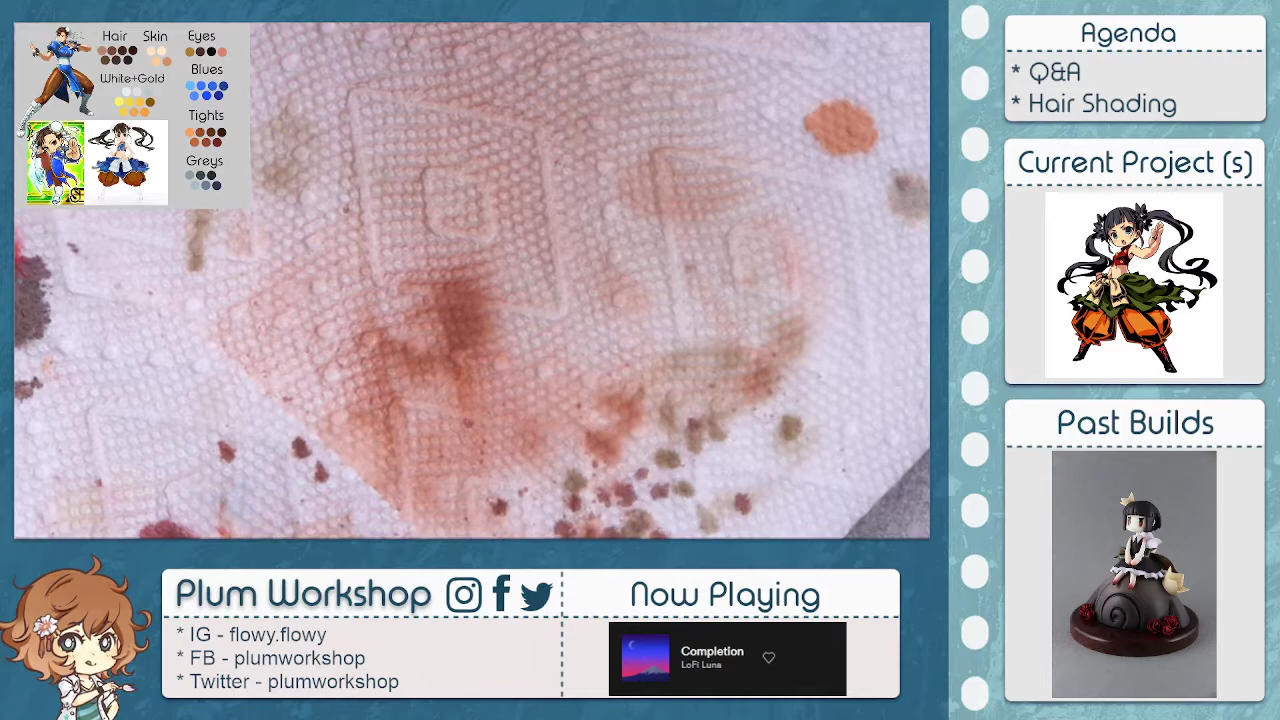 Hair Skin Eyes
White+Gold
Blues
Tights
Greys
Agenda
* Q&A
* Hair Shading
Current Project (s)
Past Builds
Plum Workshop
* IG - flowy.flowy
* FB - plumworkshop
* Twitter - plumworkshop
Now Playing
Completion
LoFi Luna